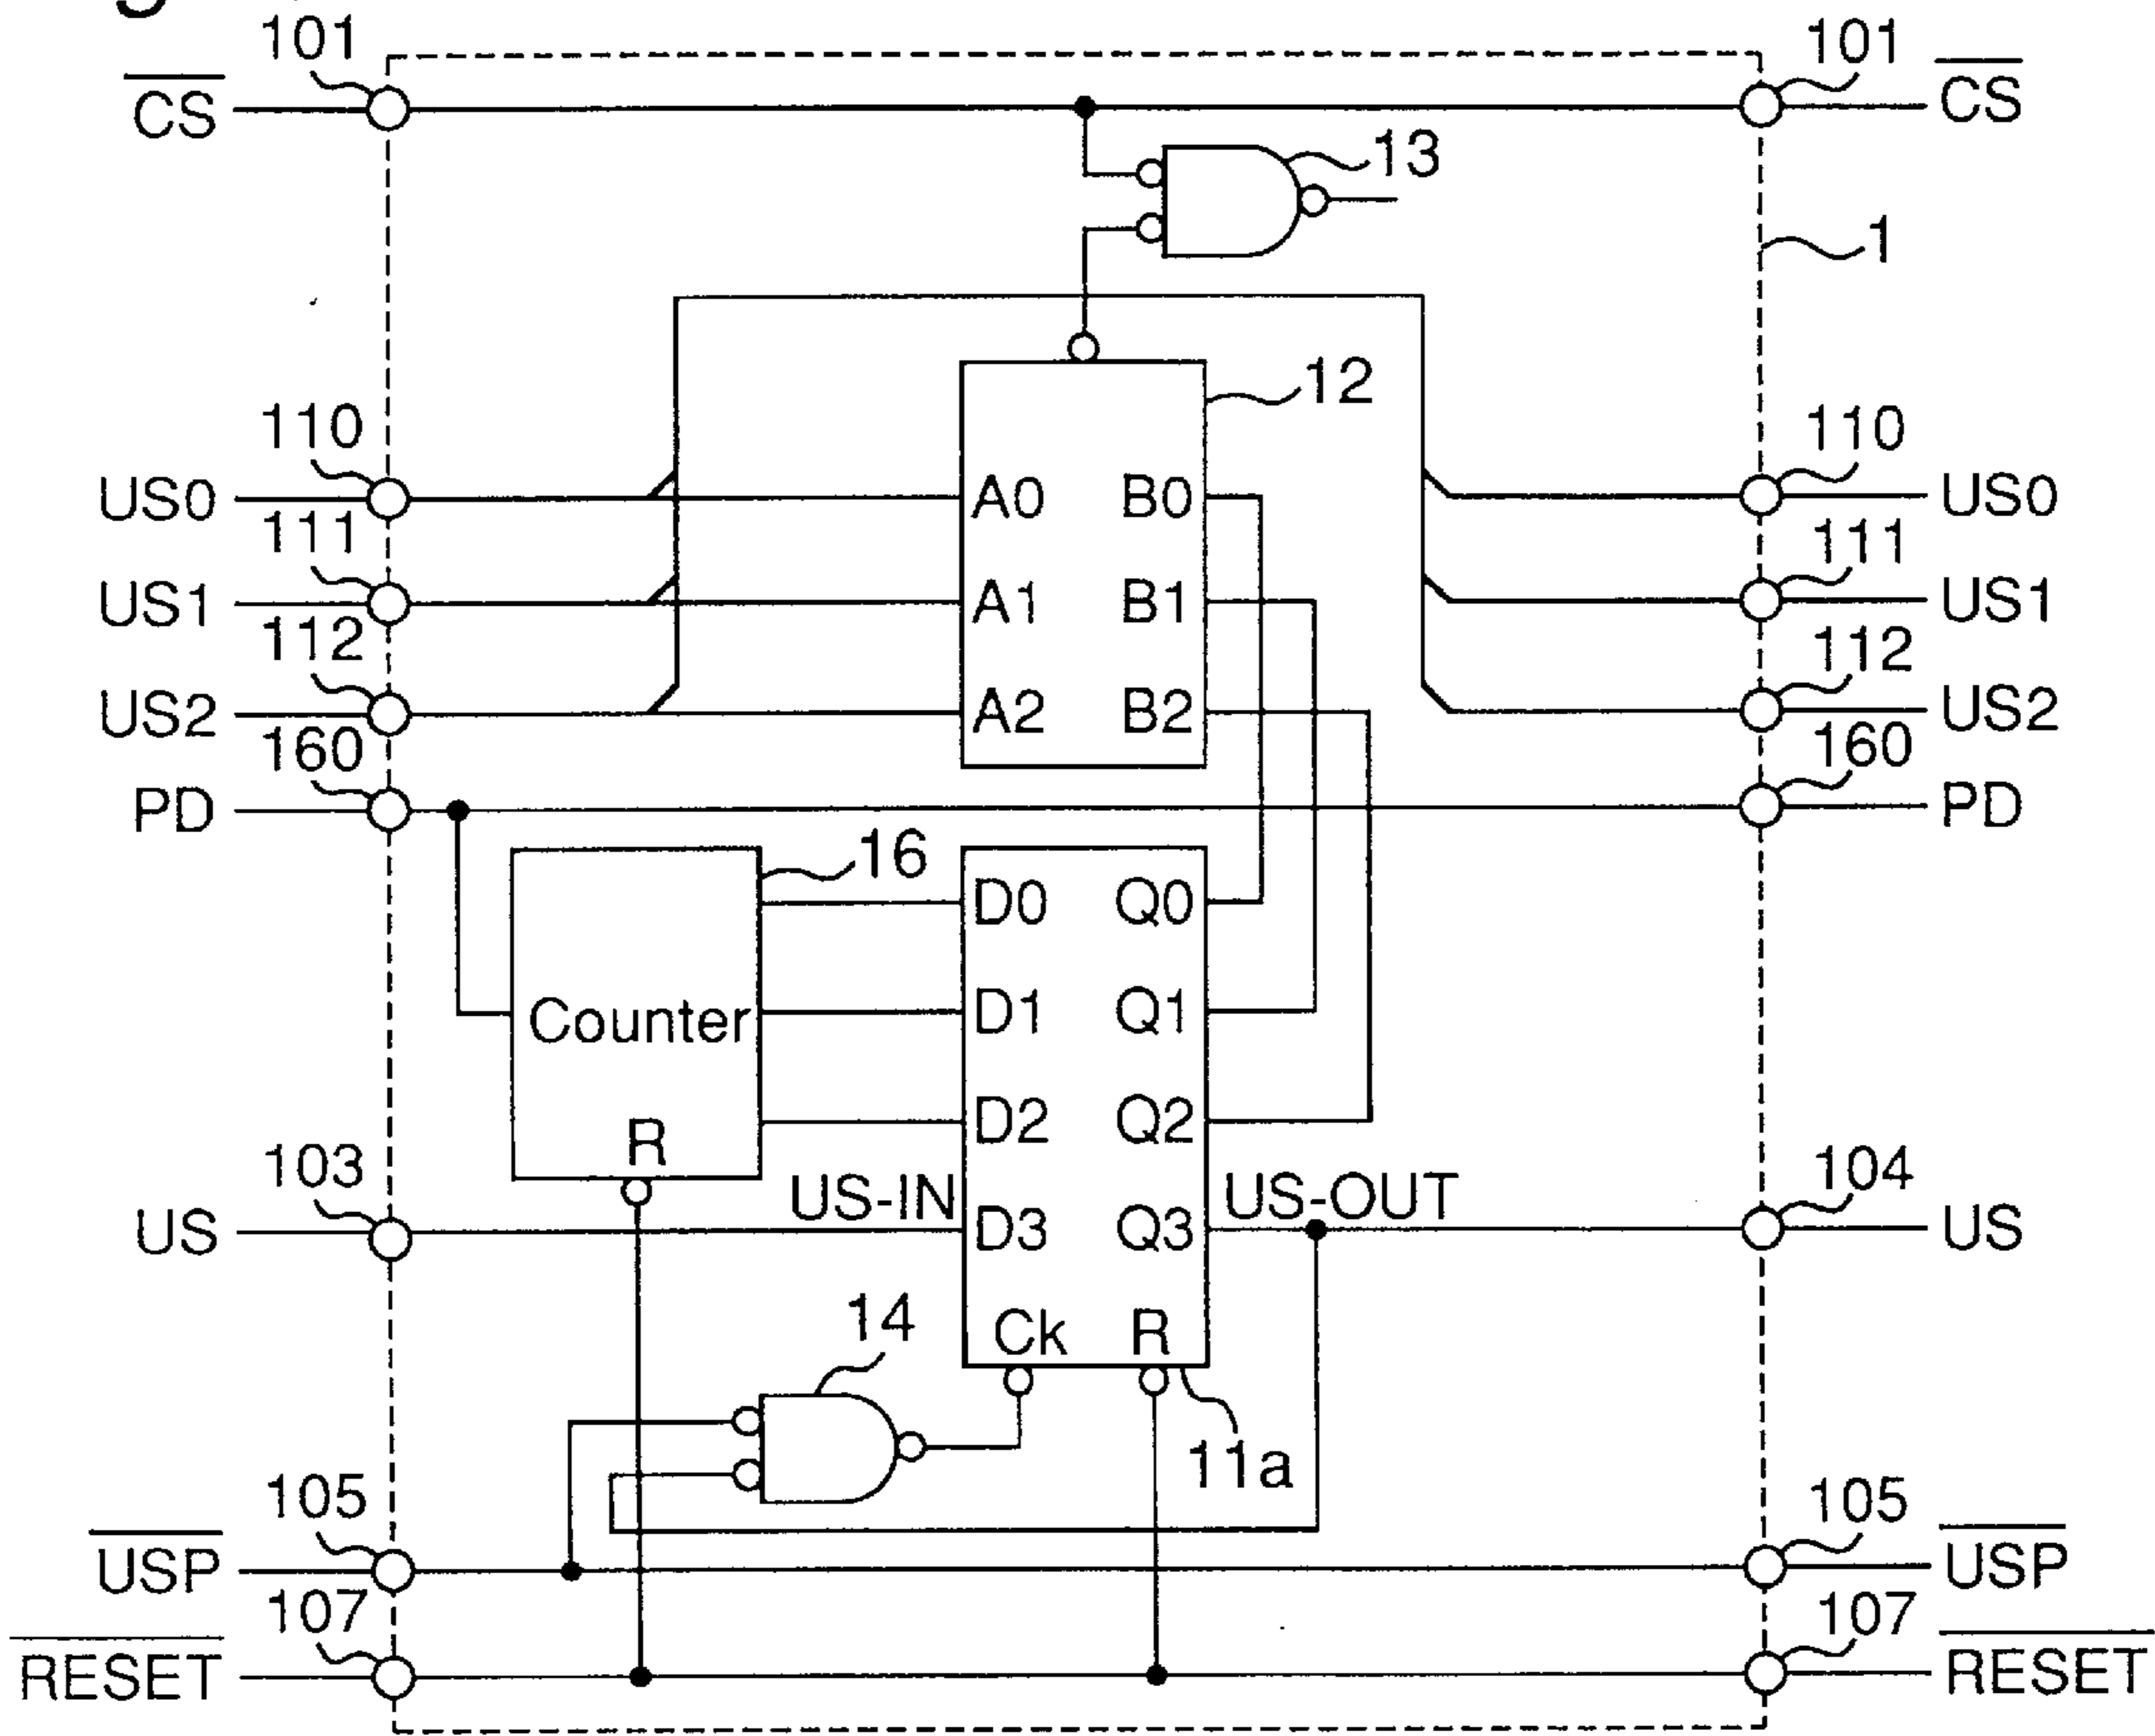 101 101
CS CS
13
1
12
110 110
US0 A0 B0 US0
111 111
US1 A1 B1 US1
112 112
US2 A2 B2 US2
160 160
PD PD
16
D0 Q0
Counter D1 Q1
R D2 Q2
103 US-IN US-OUT 104
US D3 Q3 US
14 Ck R
11a
105 105
USP USP
107 107
RESET RESET